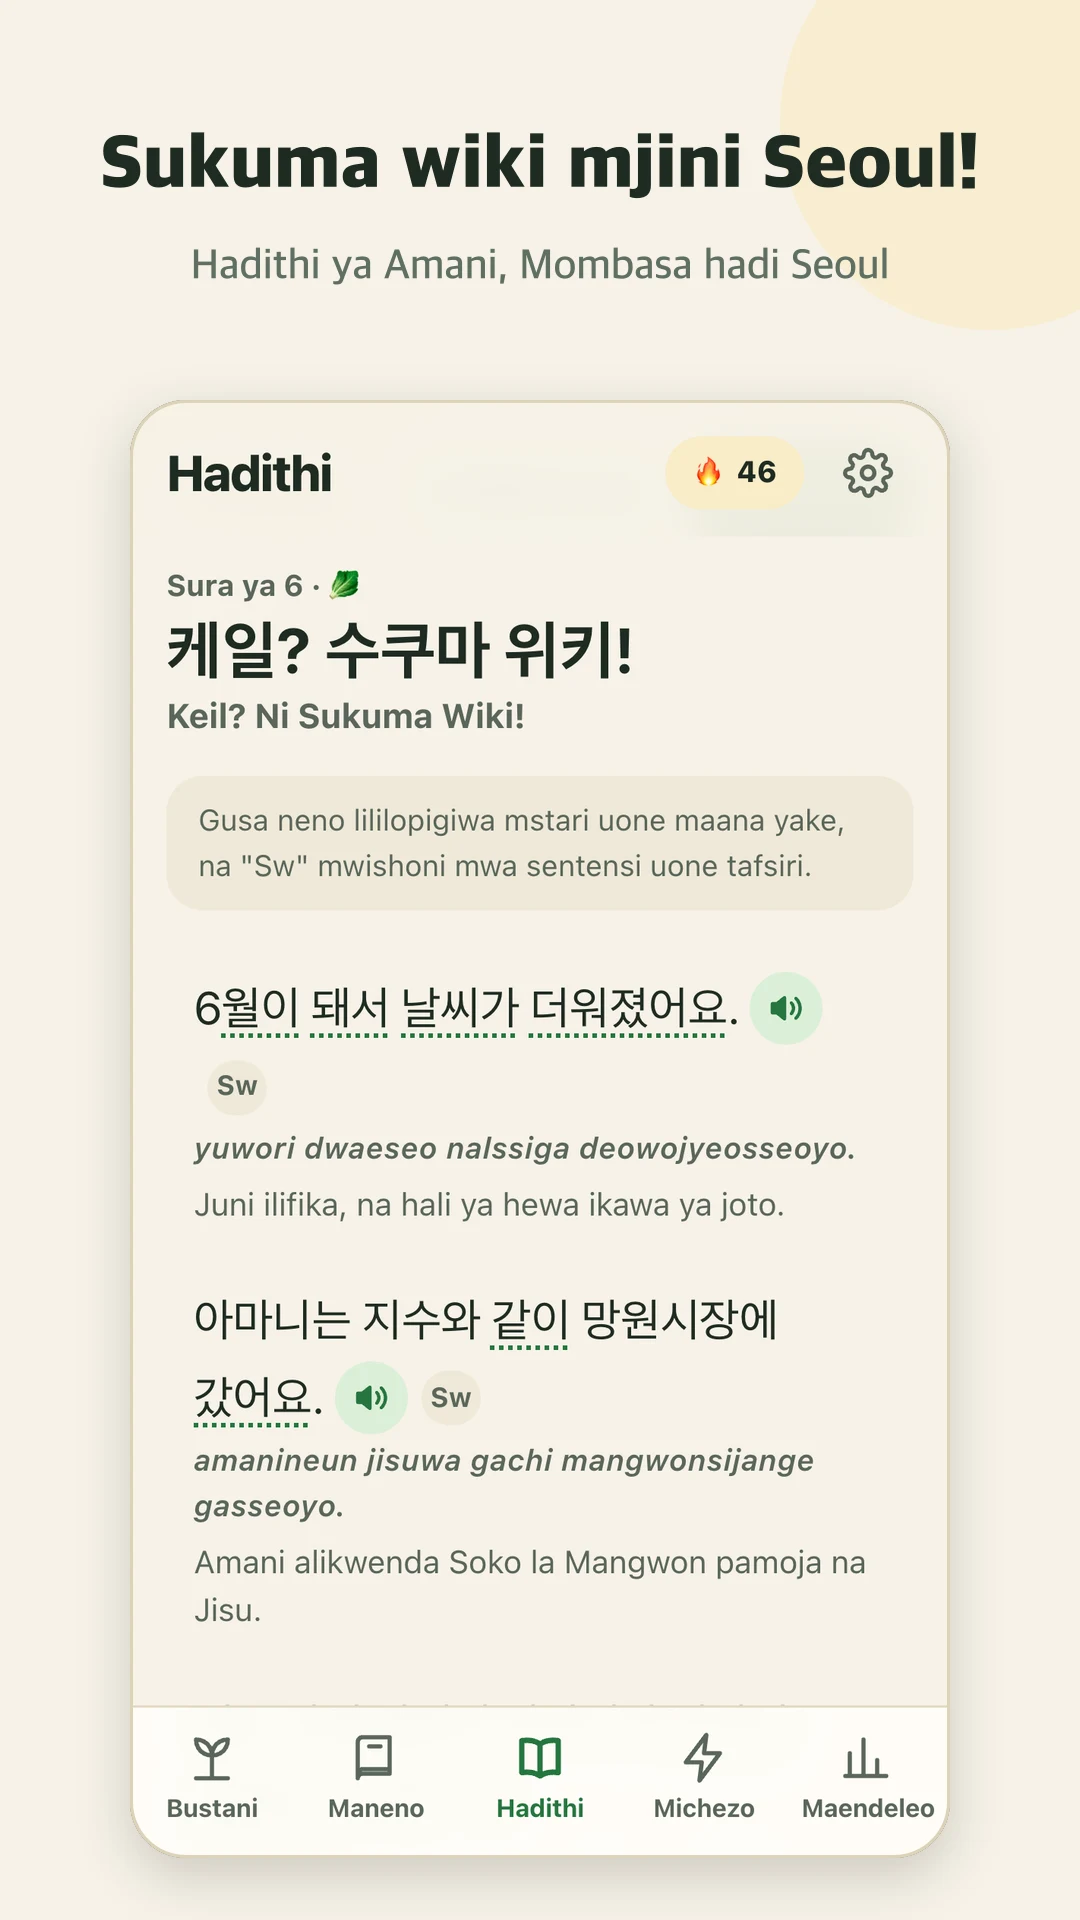 Sukuma wiki mjini Seoul!
Hadithi ya Amani, Mombasa hadi Seoul
Hadithi
46
Sura ya 6 ·
케일? 수쿠마 위키!
Keil? Ni Sukuma Wiki!
Gusa neno lililopigiwa mstari uone maana yake,
na "Sw" mwishoni mwa sentensi uone tafsiri.
6월이 돼서 날씨가 더워졌어요.
Sw
yuwori dwaeseo nalssiga deowojyeosseoyo.
Juni ilifika, na hali ya hewa ikawa ya joto.
아마니는 지수와 같이 망원시장에
갔어요. Sw
amanineun jisuwa gachi mangwonsijange
gasseoyo.
Amani alikwenda Soko la Mangwon pamoja na
Jisu.
Bustani Maneno Hadithi Michezo Maendeleo